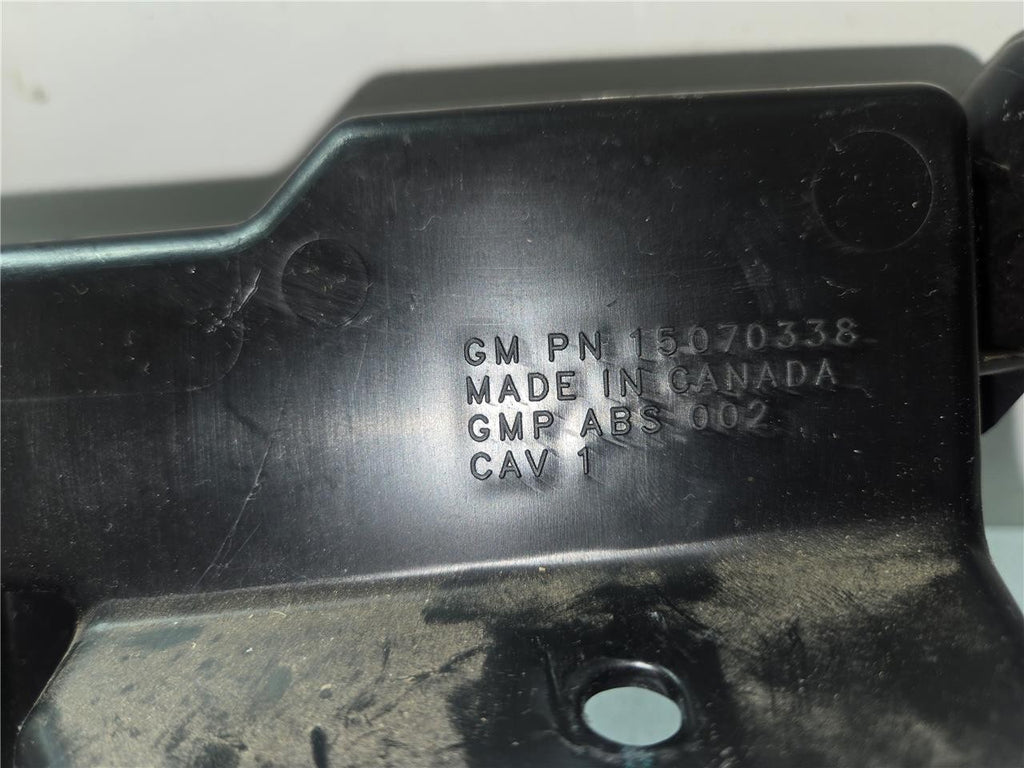 GM PN 15070338
MADE IN CANADA
GMP ABS 002
CAV 1